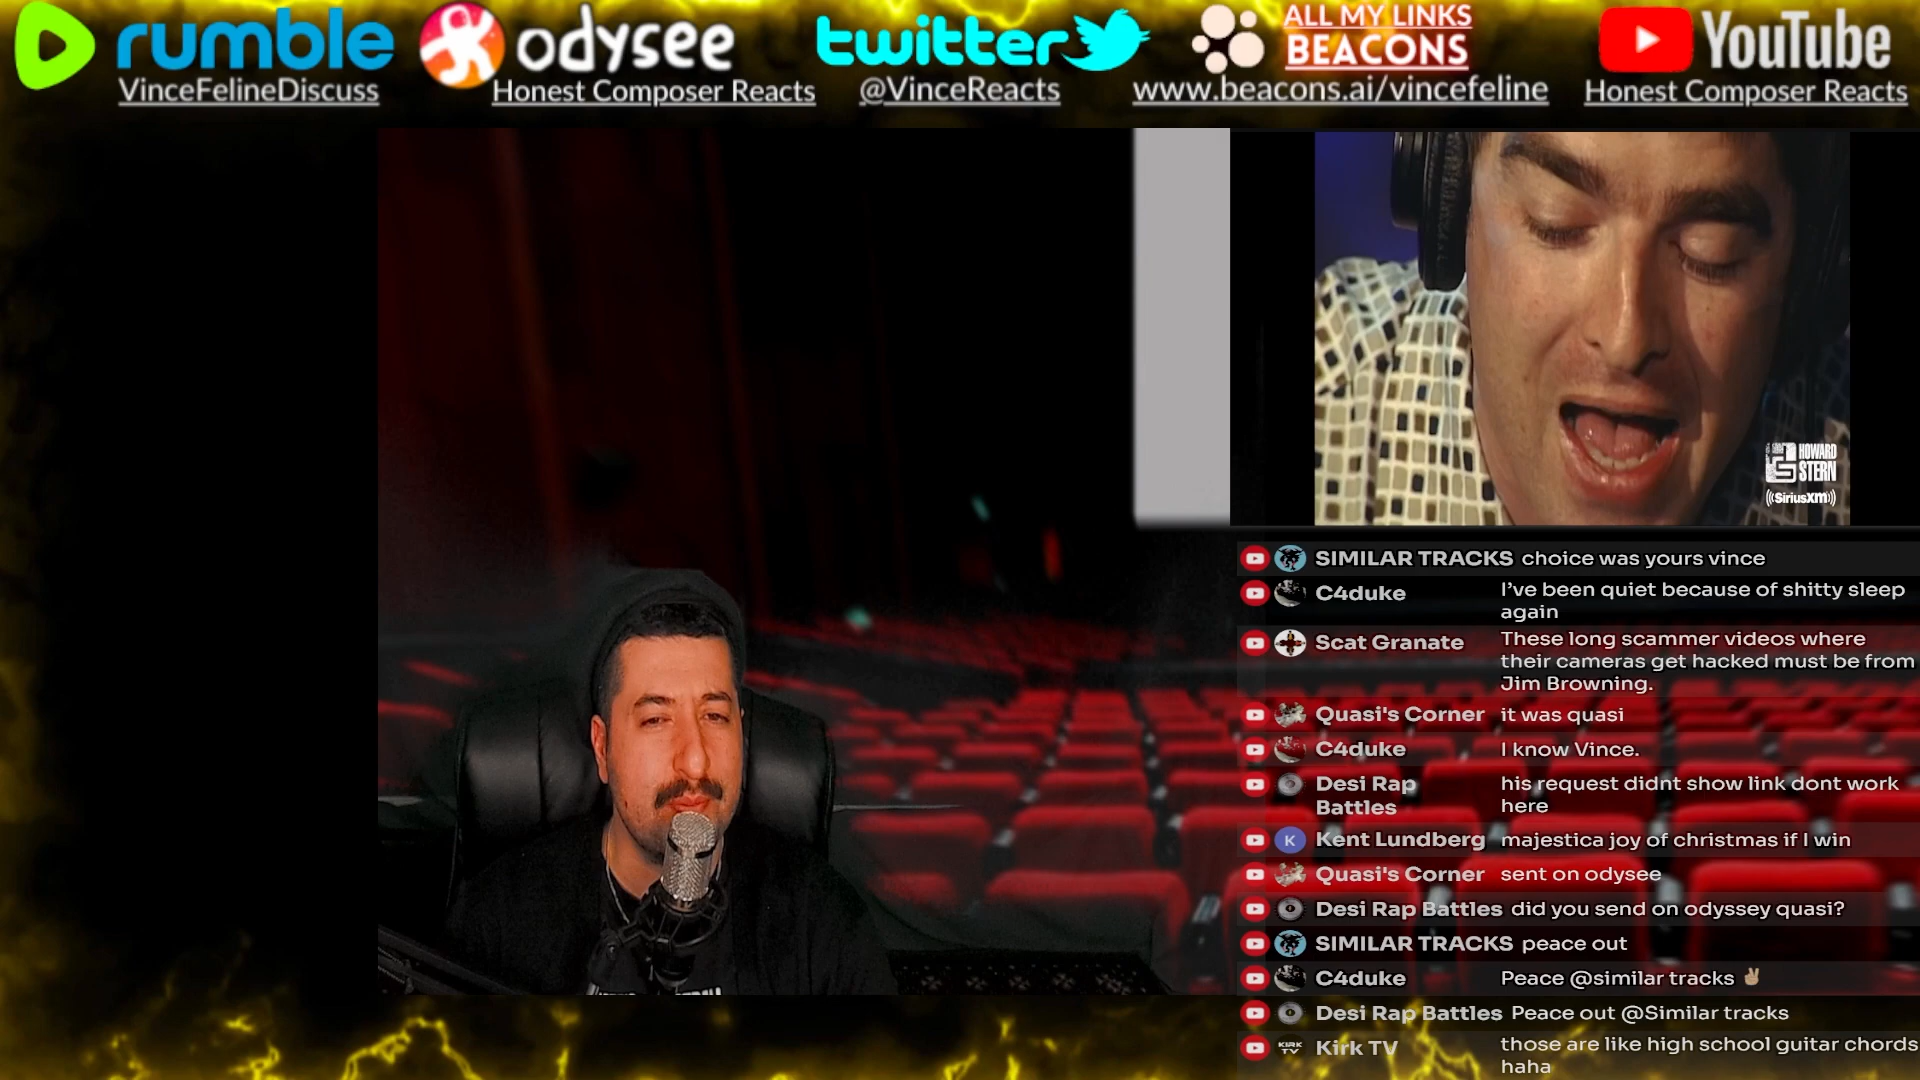 rumble
VinceFelineDiscuss
odysee
Honest Composer Reacts
twitter
@VinceReacts
ALL MY LINKS
BEACONS
www.beacons.ai/vincefeline
YouTube
Honest Composer Reacts
HOWARD
STERN
((SiriusXM))
SIMILAR TRACKS choice was yours vince
C4duke I've been quiet because of shitty sleep
again
Scat Granate These long scammer videos where
their cameras get hacked must be from
Jim Browning.
Quasi's Corner it was quasi
C4duke I know Vince.
Desi Rap his request didnt show link dont work
Battles here
K Kent Lundberg majestica joy of christmas if I win
Quasi's Corner sent on odysee
Desi Rap Battles did you send on odyssey quasi?
SIMILAR TRACKS peace out
C4duke Peace @similar tracks ✌🏼
Desi Rap Battles Peace out @Similar tracks
KIRK TV Kirk TV those are like high school guitar chords
haha